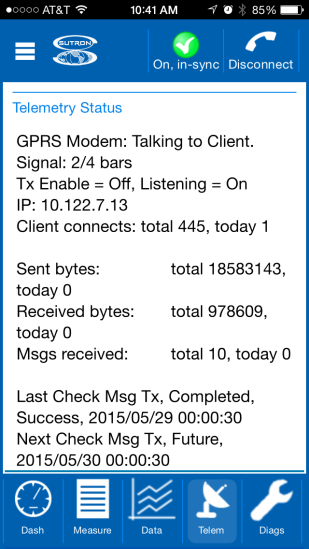 AT&T 10:41 AM 85%
SUTRON
On, in-sync Disconnect
Telemetry Status
GPRS Modem: Talking to Client.
Signal: 2/4 bars
Tx Enable = Off, Listening = On
IP: 10.122.7.13
Client connects: total 445, today 1
Sent bytes: total 18583143,
today 0
Received bytes: total 978609,
today 0
Msgs received: total 10, today 0
Last Check Msg Tx, Completed,
Success, 2015/05/29 00:00:30
Next Check Msg Tx, Future,
2015/05/30 00:00:30
Dash Measure Data Telem Diags